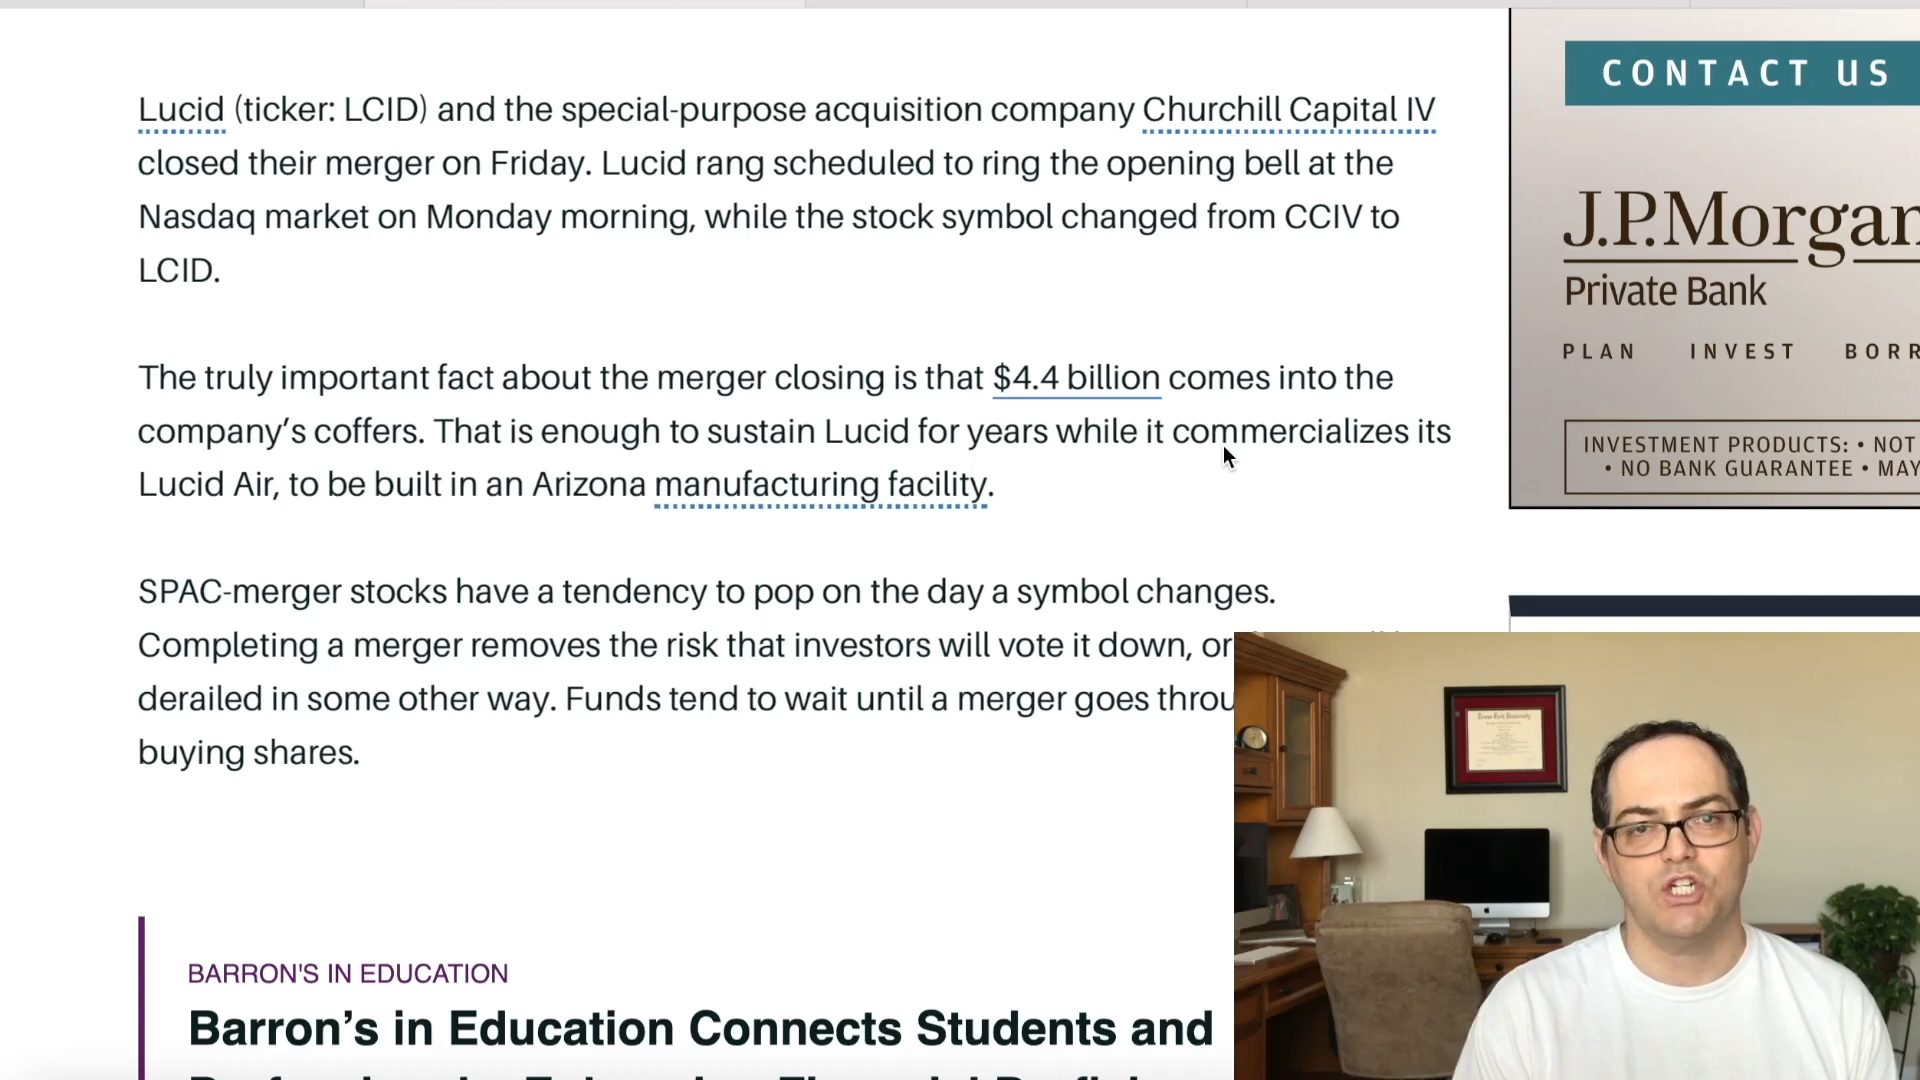 Lucid (ticker: LCID) and the special-purpose acquisition company Churchill Capital IV
closed their merger on Friday. Lucid rang scheduled to ring the opening bell at the
Nasdaq market on Monday morning, while the stock symbol changed from CCIV to
LCID.
The truly important fact about the merger closing is that $4.4 billion comes into the
company’s coffers. That is enough to sustain Lucid for years while it commercializes its
Lucid Air, to be built in an Arizona manufacturing facility.
SPAC-merger stocks have a tendency to pop on the day a symbol changes.
Completing a merger removes the risk that investors will vote it down, or
derailed in some other way. Funds tend to wait until a merger goes throu
buying shares.
BARRON'S IN EDUCATION
Barron’s in Education Connects Students and
CONTACT US
J.P.Morgan
Private Bank
PLAN INVEST BORR
INVESTMENT PRODUCTS: • NOT
• NO BANK GUARANTEE • MAY
Texas Tech University